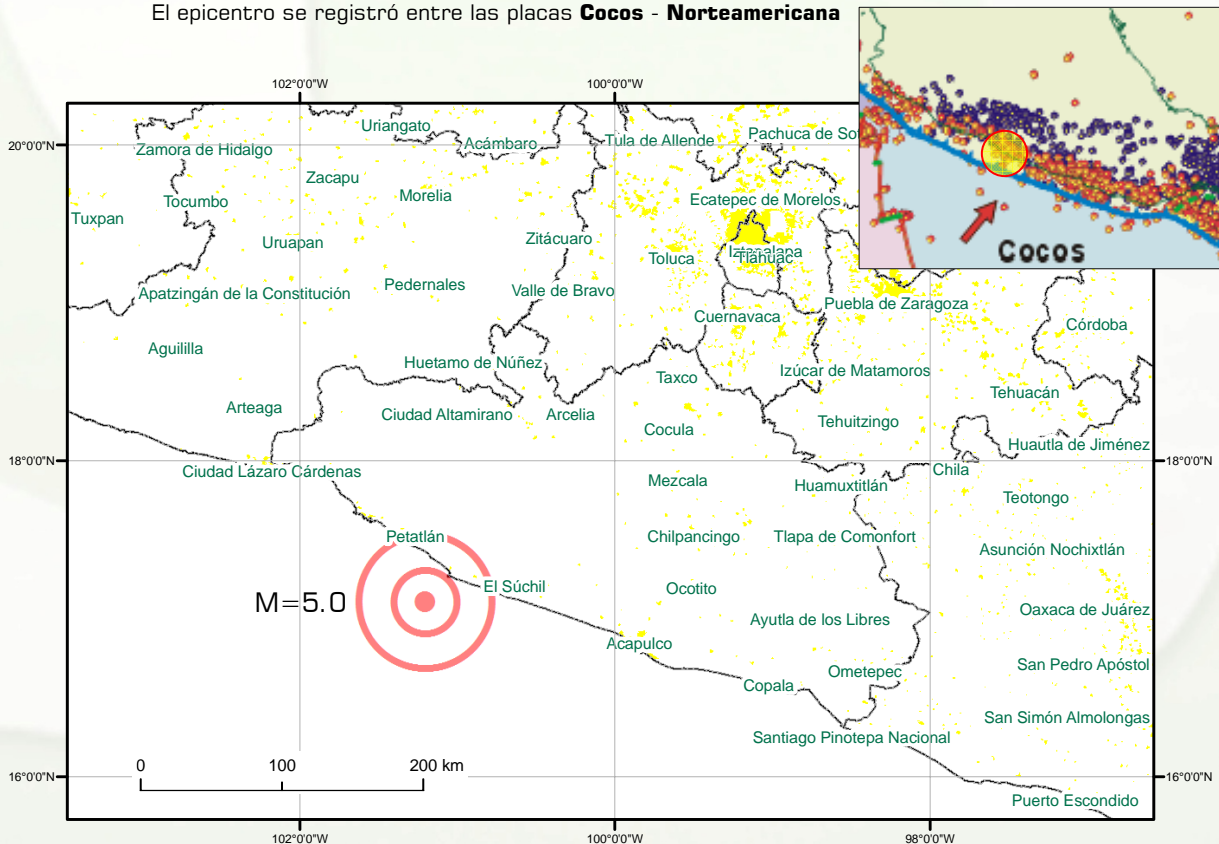 El epicentro se registró entre las placas Cocos - Norteamericana
102°0'0"W
100°0'0"W
Cocos
20°0'0"N
Uriangato
Acámbaro
Tula de Allende
Pachuca de Sot
Zamora de Hidalgo
Zacapu
Morelia
Tocumbo
Ecatepec de Morelos
Tuxpan
Uruapan
Zitácuaro
Toluca
Iztapalapa
Tláhuac
Apatzingán de la Constitución
Pedernales
Valle de Bravo
Puebla de Zaragoza
Cuernavaca
Córdoba
Aguililla
Huetamo de Núñez
Taxco
Izúcar de Matamoros
Tehuacán
Arteaga
Ciudad Altamirano
Arcelia
Cocula
Tehuitzingo
Huautla de Jiménez
18°0'0"N
18°0'0"N
Ciudad Lázaro Cárdenas
Chila
Mezcala
Huamuxtitlán
Teotongo
Petatlán
Chilpancingo
Tlapa de Comonfort
Asunción Nochixtlán
M=5.0
El Súchil
Ocotito
Oaxaca de Juárez
Ayutla de los Libres
Acapulco
San Pedro Apóstol
Ometepec
Copala
San Simón Almolongas
Santiago Pinotepa Nacional
0
100
200 km
16°0'0"N
16°0'0"N
Puerto Escondido
102°0'0"W
100°0'0"W
98°0'0"W